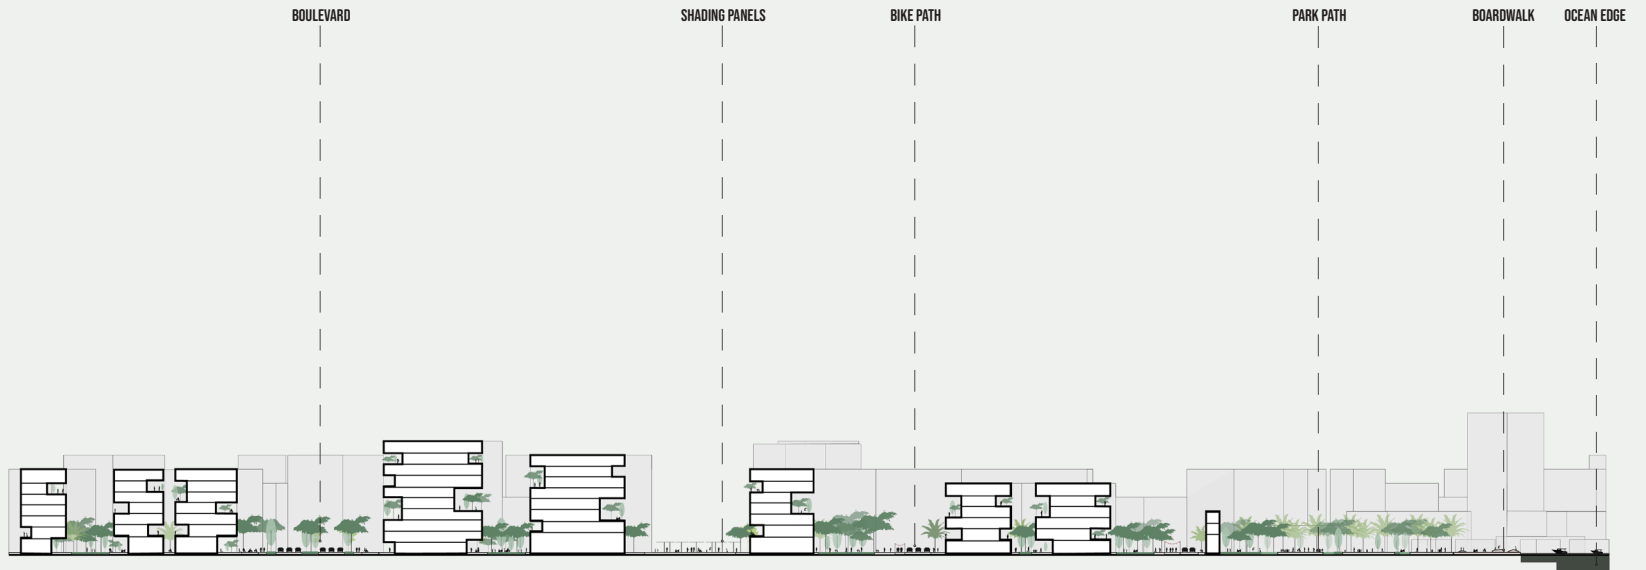 BOULEVARD
SHADING PANELS
BIKE PATH
PARK PATH
BOARDWALK
OCEAN EDGE